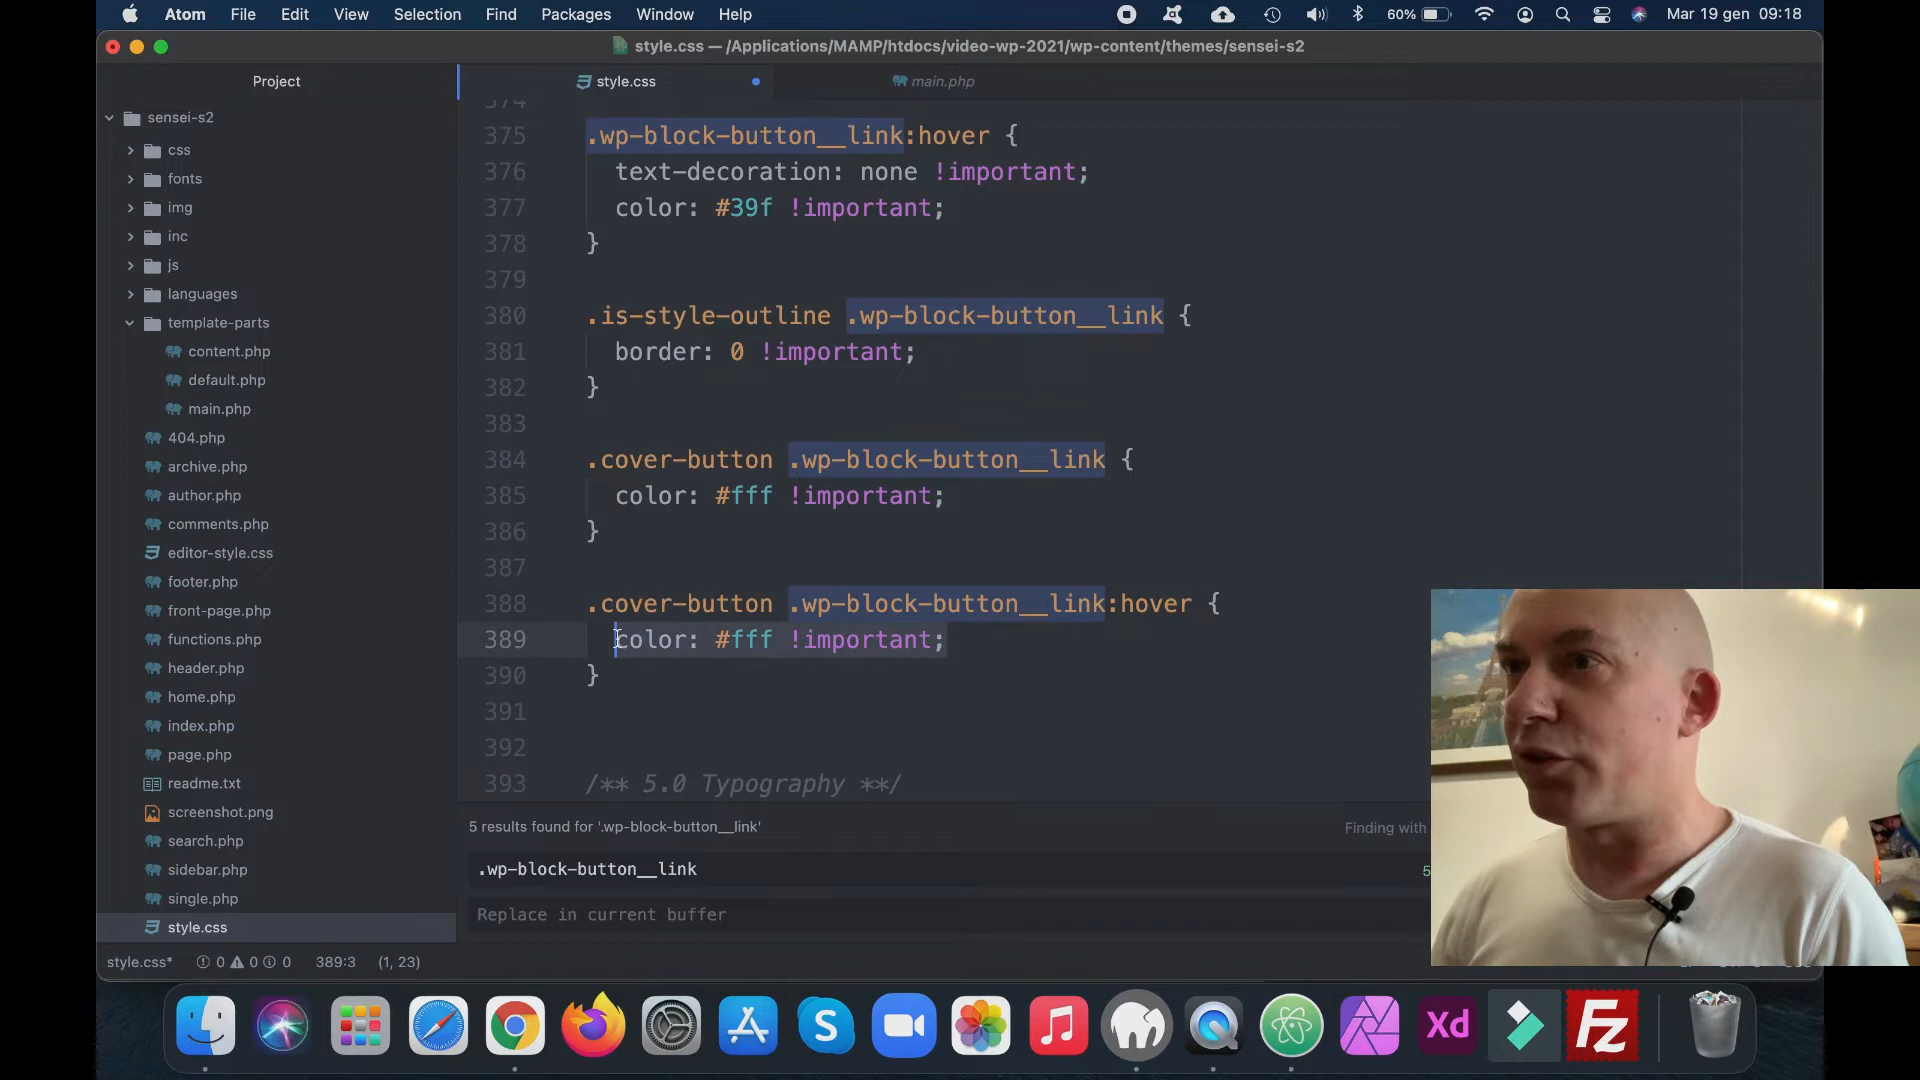 Atom File Edit View Selection Find Packages Window Help 60% Mar 19 gen 09:18
style.css — /Applications/MAMP/htdocs/video-wp-2021/wp-content/themes/sensei-s2
Project
style.css
main.php
sensei-s2
css
fonts
img
inc
js
languages
template-parts
content.php
default.php
main.php
404.php
archive.php
author.php
comments.php
editor-style.css
footer.php
front-page.php
functions.php
header.php
home.php
index.php
page.php
readme.txt
screenshot.png
search.php
sidebar.php
single.php
style.css
374
375 .wp-block-button__link:hover {
376 text-decoration: none !important;
377 color: #39f !important;
378 }
379
380 .is-style-outline .wp-block-button__link {
381 border: 0 !important;
382 }
383
384 .cover-button .wp-block-button__link {
385 color: #fff !important;
386 }
387
388 .cover-button .wp-block-button__link:hover {
389 color: #fff !important;
390 }
391
392
393 /** 5.0 Typography **/
5 results found for '.wp-block-button__link'
Finding with
.wp-block-button__link
5
Replace in current buffer
style.css* 0 0 0 389:3 (1, 23)
S
Xd
Fz